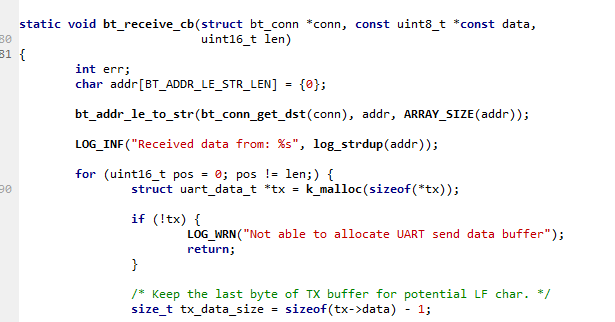 static void bt_receive_cb(struct bt_conn *conn, const uint8_t *const data,
80 uint16_t len)
81 {
int err;
char addr[BT_ADDR_LE_STR_LEN] = {0};
bt_addr_le_to_str(bt_conn_get_dst(conn), addr, ARRAY_SIZE(addr));
LOG_INF("Received data from: %s", log_strdup(addr));
for (uint16_t pos = 0; pos != len;) {
90 struct uart_data_t *tx = k_malloc(sizeof(*tx));
if (!tx) {
LOG_WRN("Not able to allocate UART send data buffer");
return;
}
/* Keep the last byte of TX buffer for potential LF char. */
size_t tx_data_size = sizeof(tx->data) - 1;